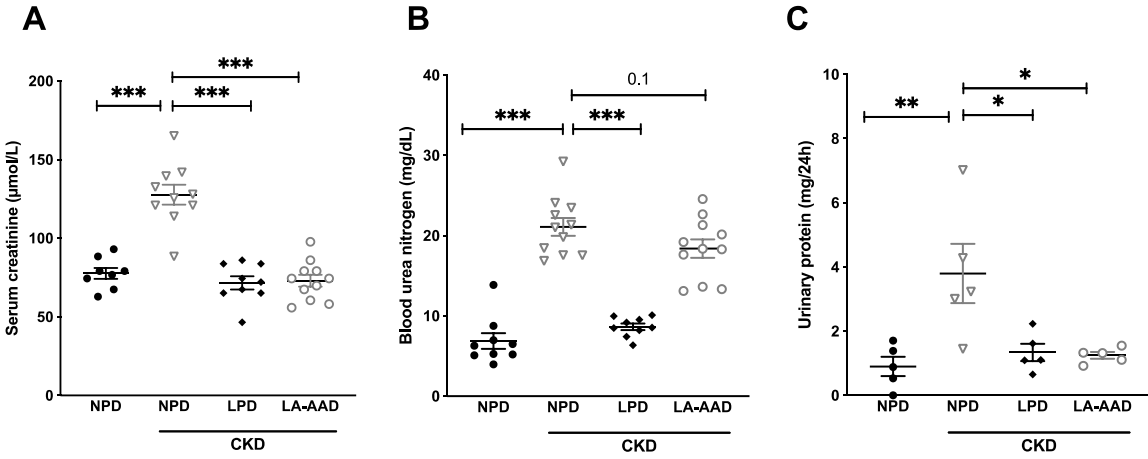 A
Serum creatinine (µmol/L)
200
150
100
50
0
***
***
***
NPD
NPD
LPD
LA-AAD
CKD
B
Blood urea nitrogen (mg/dL)
40
30
20
10
0
0.1
***
***
NPD
NPD
LPD
LA-AAD
CKD
C
Urinary protein (mg/24h)
10
8
6
4
2
0
*
**
*
NPD
NPD
LPD
LA-AAD
CKD